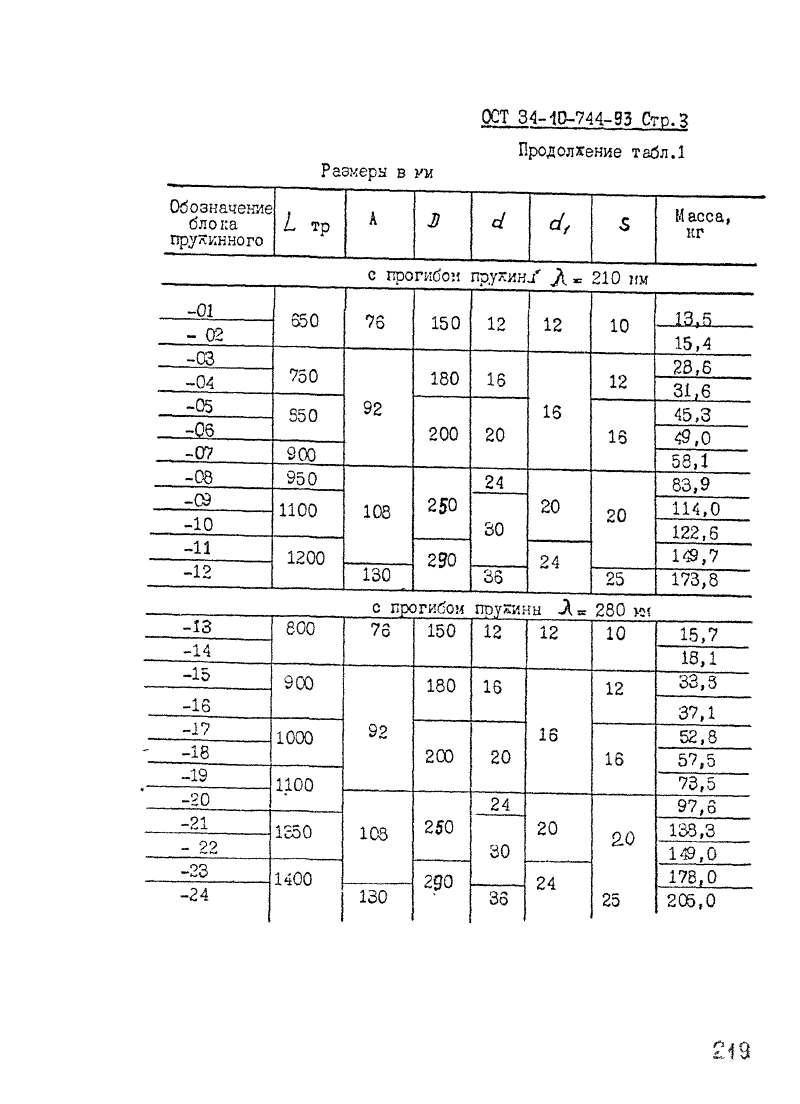 ОСТ 34-10-744-93 Стр.3
Продолжение табл.1
Размеры в мм
Обозначение блока пружинного L тр А D d d₁ S Масса, кг
с прогибом пружины λ = 210 мм
-01 650 76 150 12 12 10 13,5
- 02 15,4
-03 750 92 180 16 16 12 28,6
-04 31,6
-05 850 200 20 16 45,3
-06 49,0
-07 900 58,1
-08 950 108 250 24 20 20 83,9
-09 1100 30 114,0
-10 122,6
-11 1200 290 24 149,7
-12 130 36 25 173,8
с прогибом пружины λ = 280 мм
-13 800 76 150 12 12 10 15,7
-14 18,1
-15 900 92 180 16 16 12
-16 37,1
-17 1000 200 20 16 52,8
-18 57,5
-19 1100 73,5
-20 108 250 24 20 20 97,6
-21 1350 30 138,3
- 22 149,0
-23 1400 290 24 178,0
-24 130 36 25 205,0
219